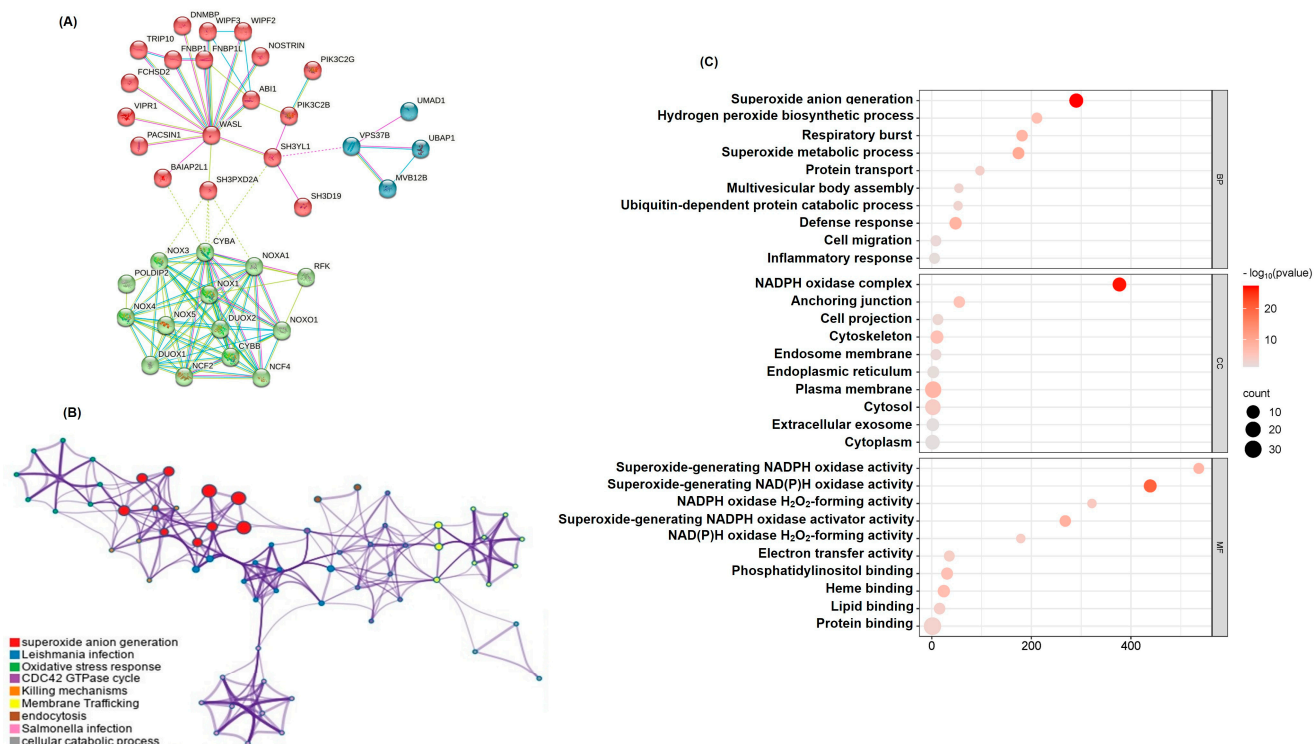 (A)
DNMBP
WIPF3
WIPF2
TRIP10
FNBP1
FNBP1L
NOSTRIN
FCHSD2
PIK3C2G
ABI1
VIPR1
PIK3C2B
UMAD1
WASL
PACSIN1
VPS37B
UBAP1
SH3YL1
BAIAP2L1
MVB12B
SH3PXD2A
SH3D19
CYBA
NOX3
NOXA1
POLDIP2
RFK
NOX1
NOX4
NOX5
DUOX2
NOXO1
DUOX1
CYBB
NCF2
NCF4
(B)
superoxide anion generation
Leishmania infection
Oxidative stress response
CDC42 GTPase cycle
Killing mechanisms
Membrane Trafficking
endocytosis
Salmonella infection
cellular catabolic process
(C)
Superoxide anion generation
Hydrogen peroxide biosynthetic process
Respiratory burst
Superoxide metabolic process
Protein transport
Multivesicular body assembly
Ubiquitin-dependent protein catabolic process
Defense response
Cell migration
Inflammatory response
BP
NADPH oxidase complex
Anchoring junction
Cell projection
Cytoskeleton
Endosome membrane
Endoplasmic reticulum
Plasma membrane
Cytosol
Extracellular exosome
Cytoplasm
CC
Superoxide-generating NADPH oxidase activity
Superoxide-generating NAD(P)H oxidase activity
NADPH oxidase H₂O₂-forming activity
Superoxide-generating NADPH oxidase activator activity
NAD(P)H oxidase H₂O₂-forming activity
Electron transfer activity
Phosphatidylinositol binding
Heme binding
Lipid binding
Protein binding
MF
0 200 400
- log₁₀(pvalue)
20
10
count
10
20
30